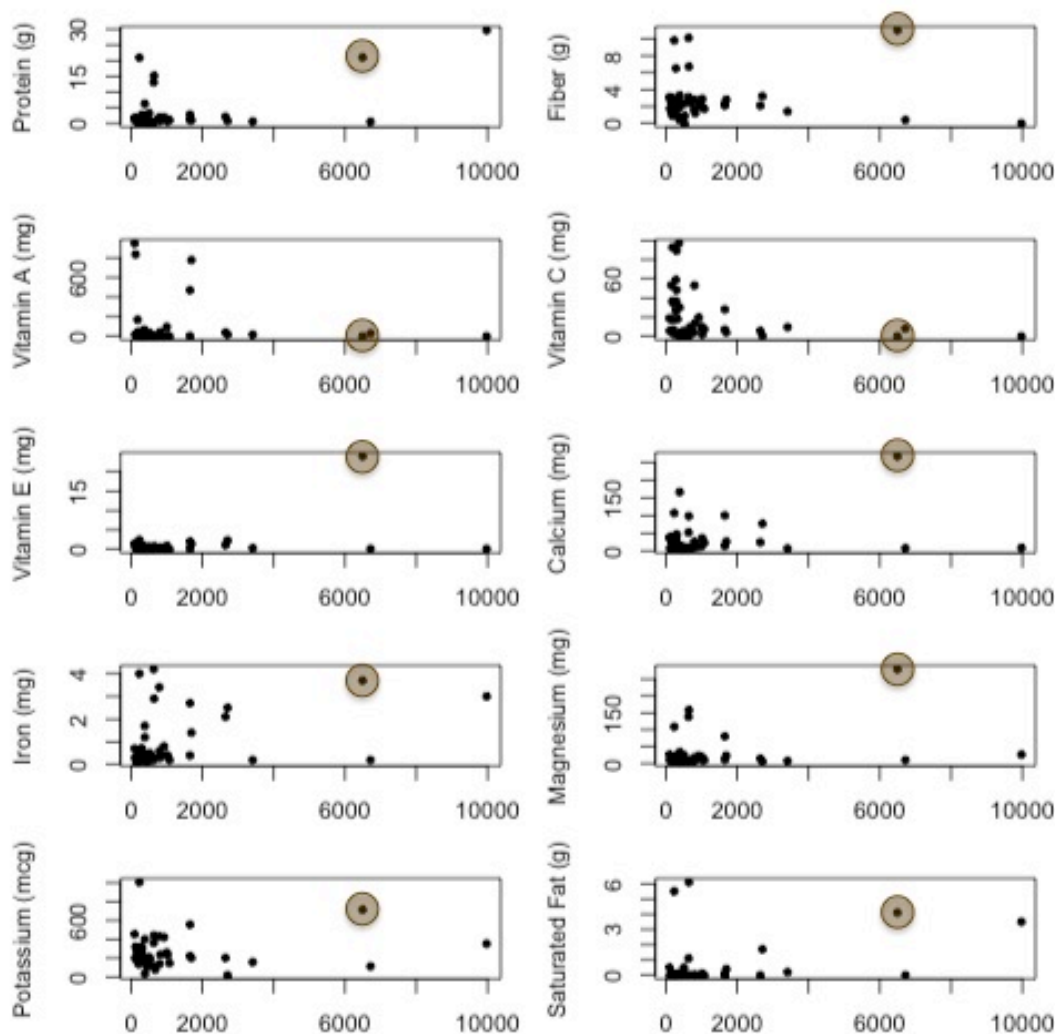 Protein (g)
0 15 30
0 2000 6000 10000
Fiber (g)
0 4 8
0 2000 6000 10000
Vitamin A (mg)
0 600
0 2000 6000 10000
Vitamin C (mg)
0 60
0 2000 6000 10000
Vitamin E (mg)
0 15
0 2000 6000 10000
Calcium (mg)
0 150
0 2000 6000 10000
Iron (mg)
0 2 4
0 2000 6000 10000
Magnesium (mg)
0 150
0 2000 6000 10000
Potassium (mcg)
0 600
0 2000 6000 10000
Saturated Fat (g)
0 3 6
0 2000 6000 10000